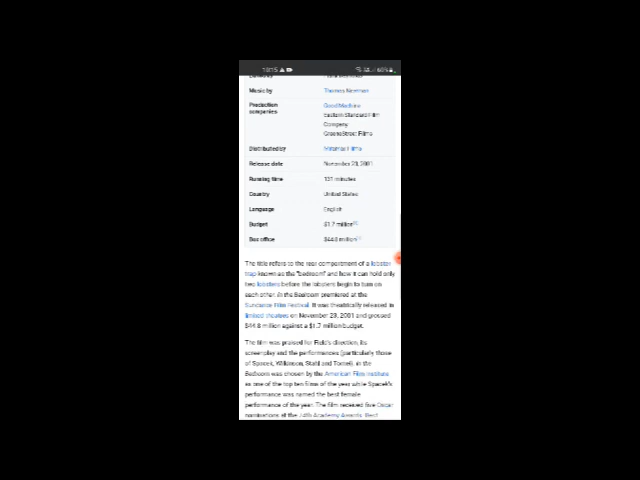 Music by Thomas Newman
Production Good Machine
companies Eastern Standard Film
Company
GreeneStreet Films
Distributed by Miramax Films
Release date November 23, 2001
Running time 131 minutes
Country United States
Language English
Budget $1.7 million
Box office $44.8 million
The title refers to the rear compartment of a lobster
trap known as the "bedroom" and how it can hold only
two lobsters before the lobsters begin to turn on
each other. In the Bedroom premiered at the
Sundance Film Festival. It was theatrically released in
limited theatres on November 23, 2001 and grossed
$44.8 million against a $1.7 million budget.
The film was praised for Field's direction, its
screenplay and the performances (particularly those
of Spacek, Wilkinson, Stahl and Tomei). In the
Bedroom was chosen by the American Film Institute
as one of the top ten films of the year while Spacek's
performance was named the best female
performance of the year. The film received five Oscar
nominations at the 74th Academy Awards: Best